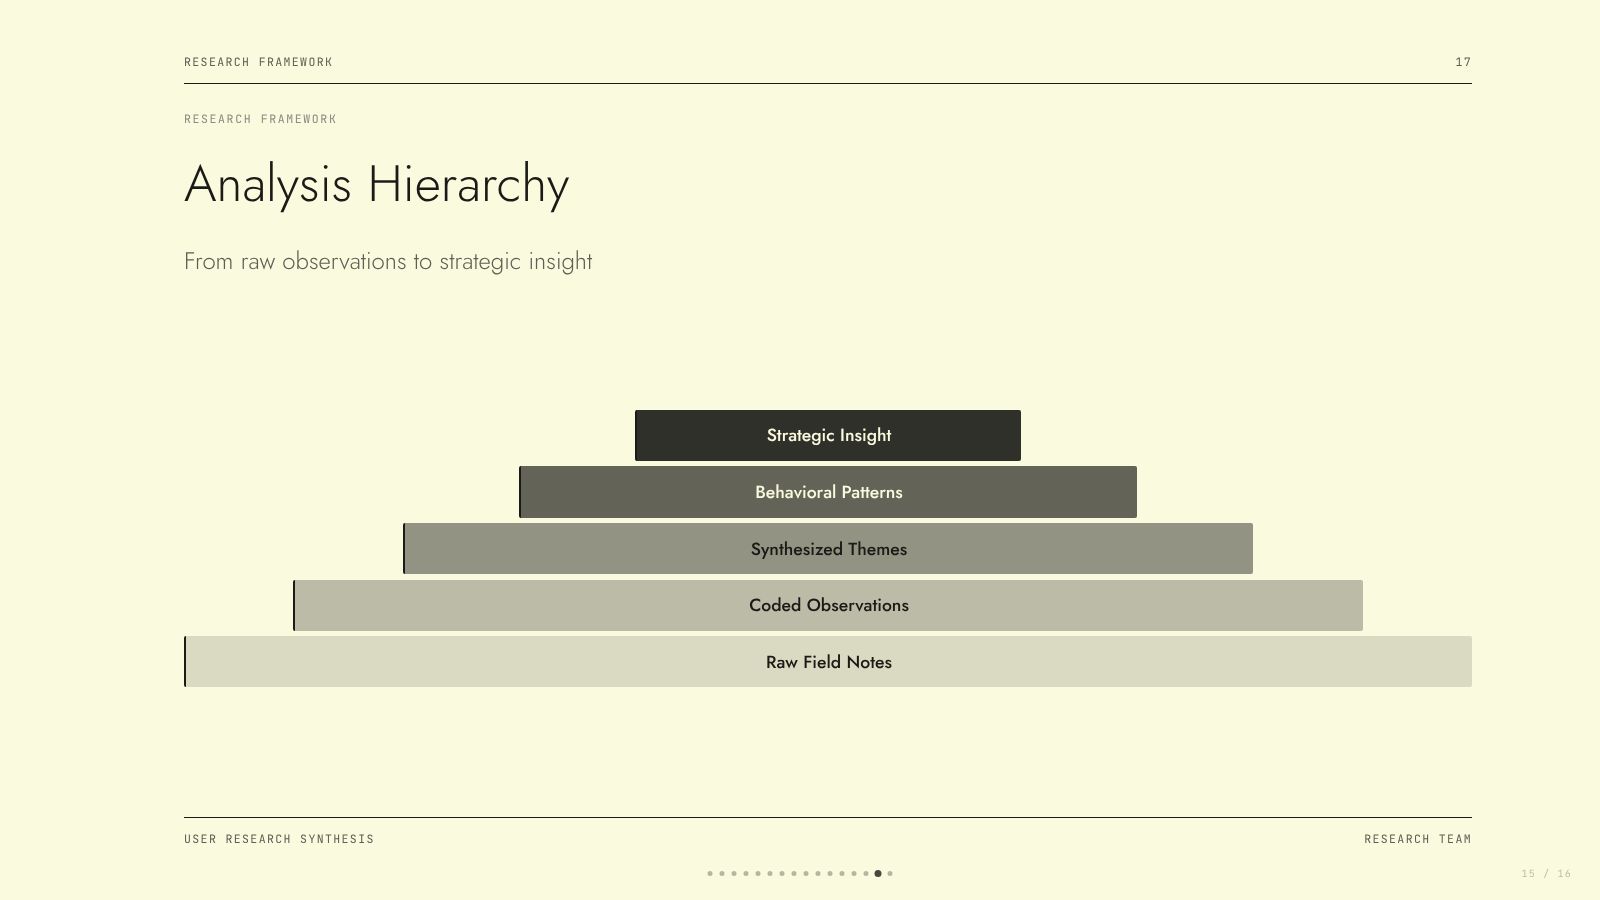 RESEARCH FRAMEWORK
17
RESEARCH FRAMEWORK
Analysis Hierarchy
From raw observations to strategic insight
Strategic Insight
Behavioral Patterns
Synthesized Themes
Coded Observations
Raw Field Notes
USER RESEARCH SYNTHESIS
RESEARCH TEAM
15 / 16